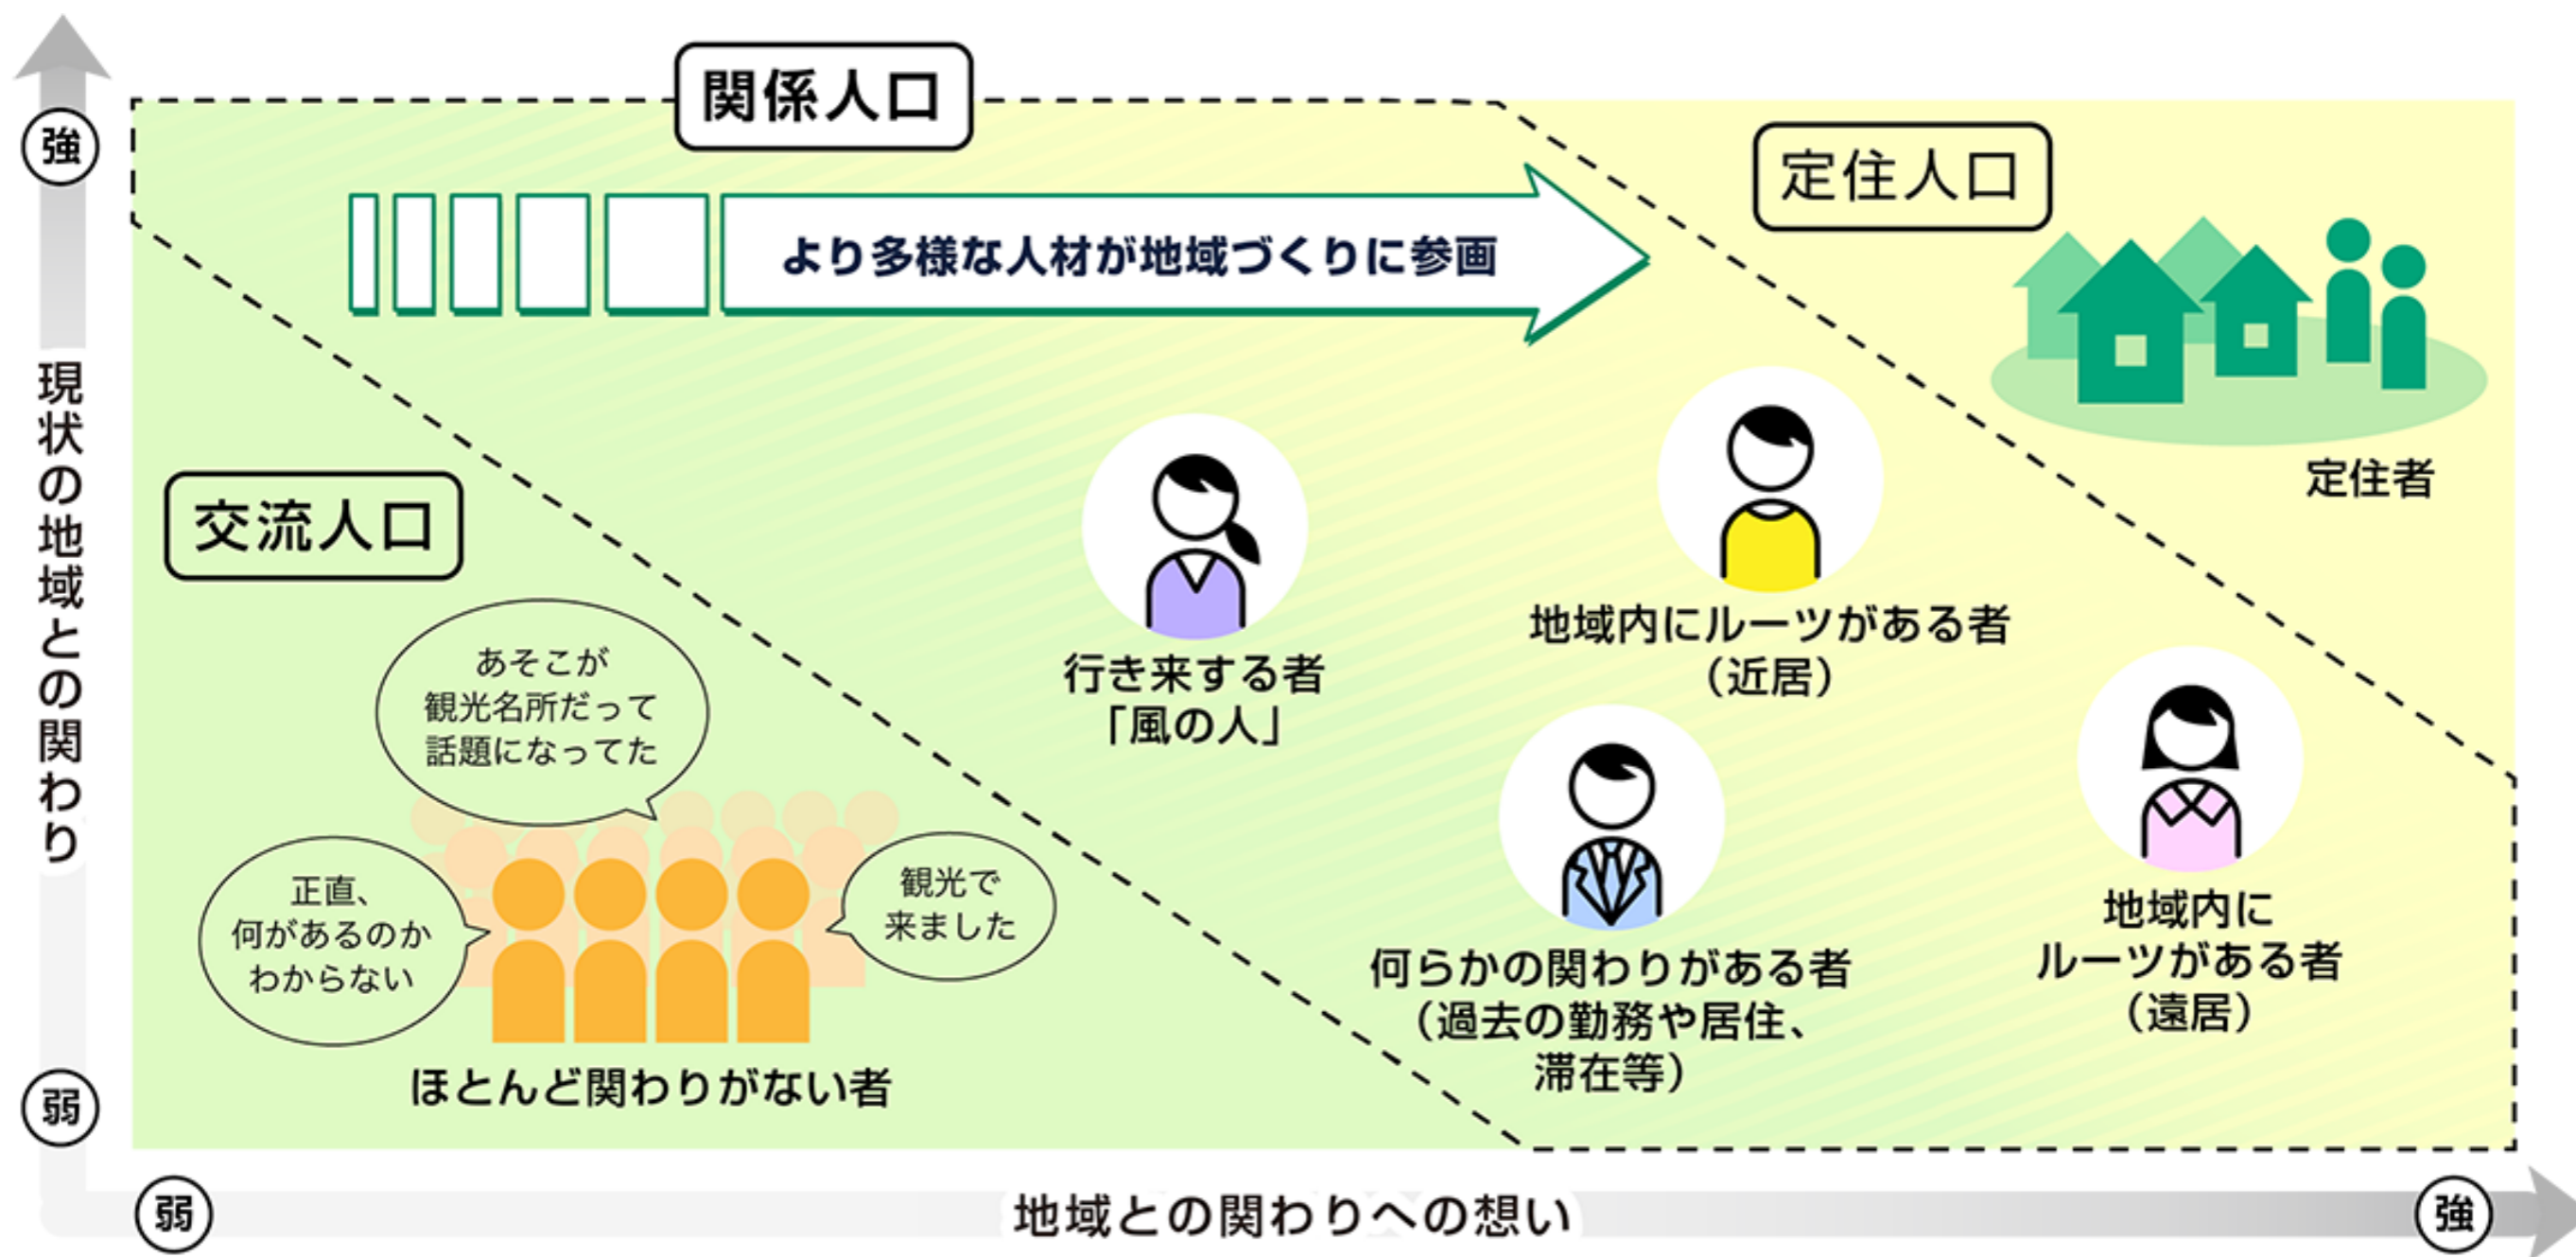 関係人口
強
定住人口
より多様な人材が地域づくりに参画
現状の地域との関わり
定住者
交流人口
地域内にルーツがある者
（近居）
行き来する者
「風の人」
あそこが
観光名所だって
話題になってた
正直、
何があるのか
わからない
観光で
来ました
地域内に
ルーツがある者
（遠居）
何らかの関わりがある者
（過去の勤務や居住、
滞在等）
ほとんど関わりがない者
弱
弱
地域との関わりへの想い
強